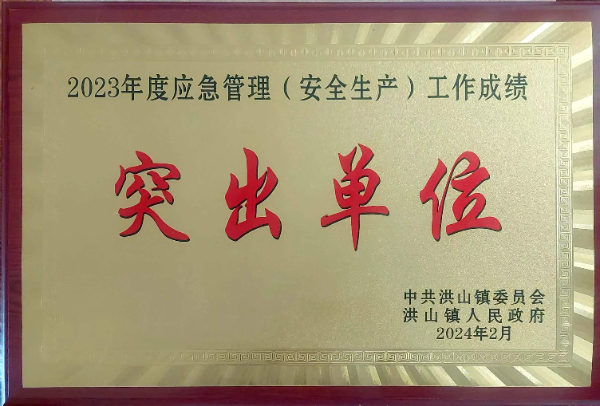 2023年度应急管理（安全生产）工作成绩
突出单位
中共洪山镇委员会
洪山镇人民政府
2024年2月